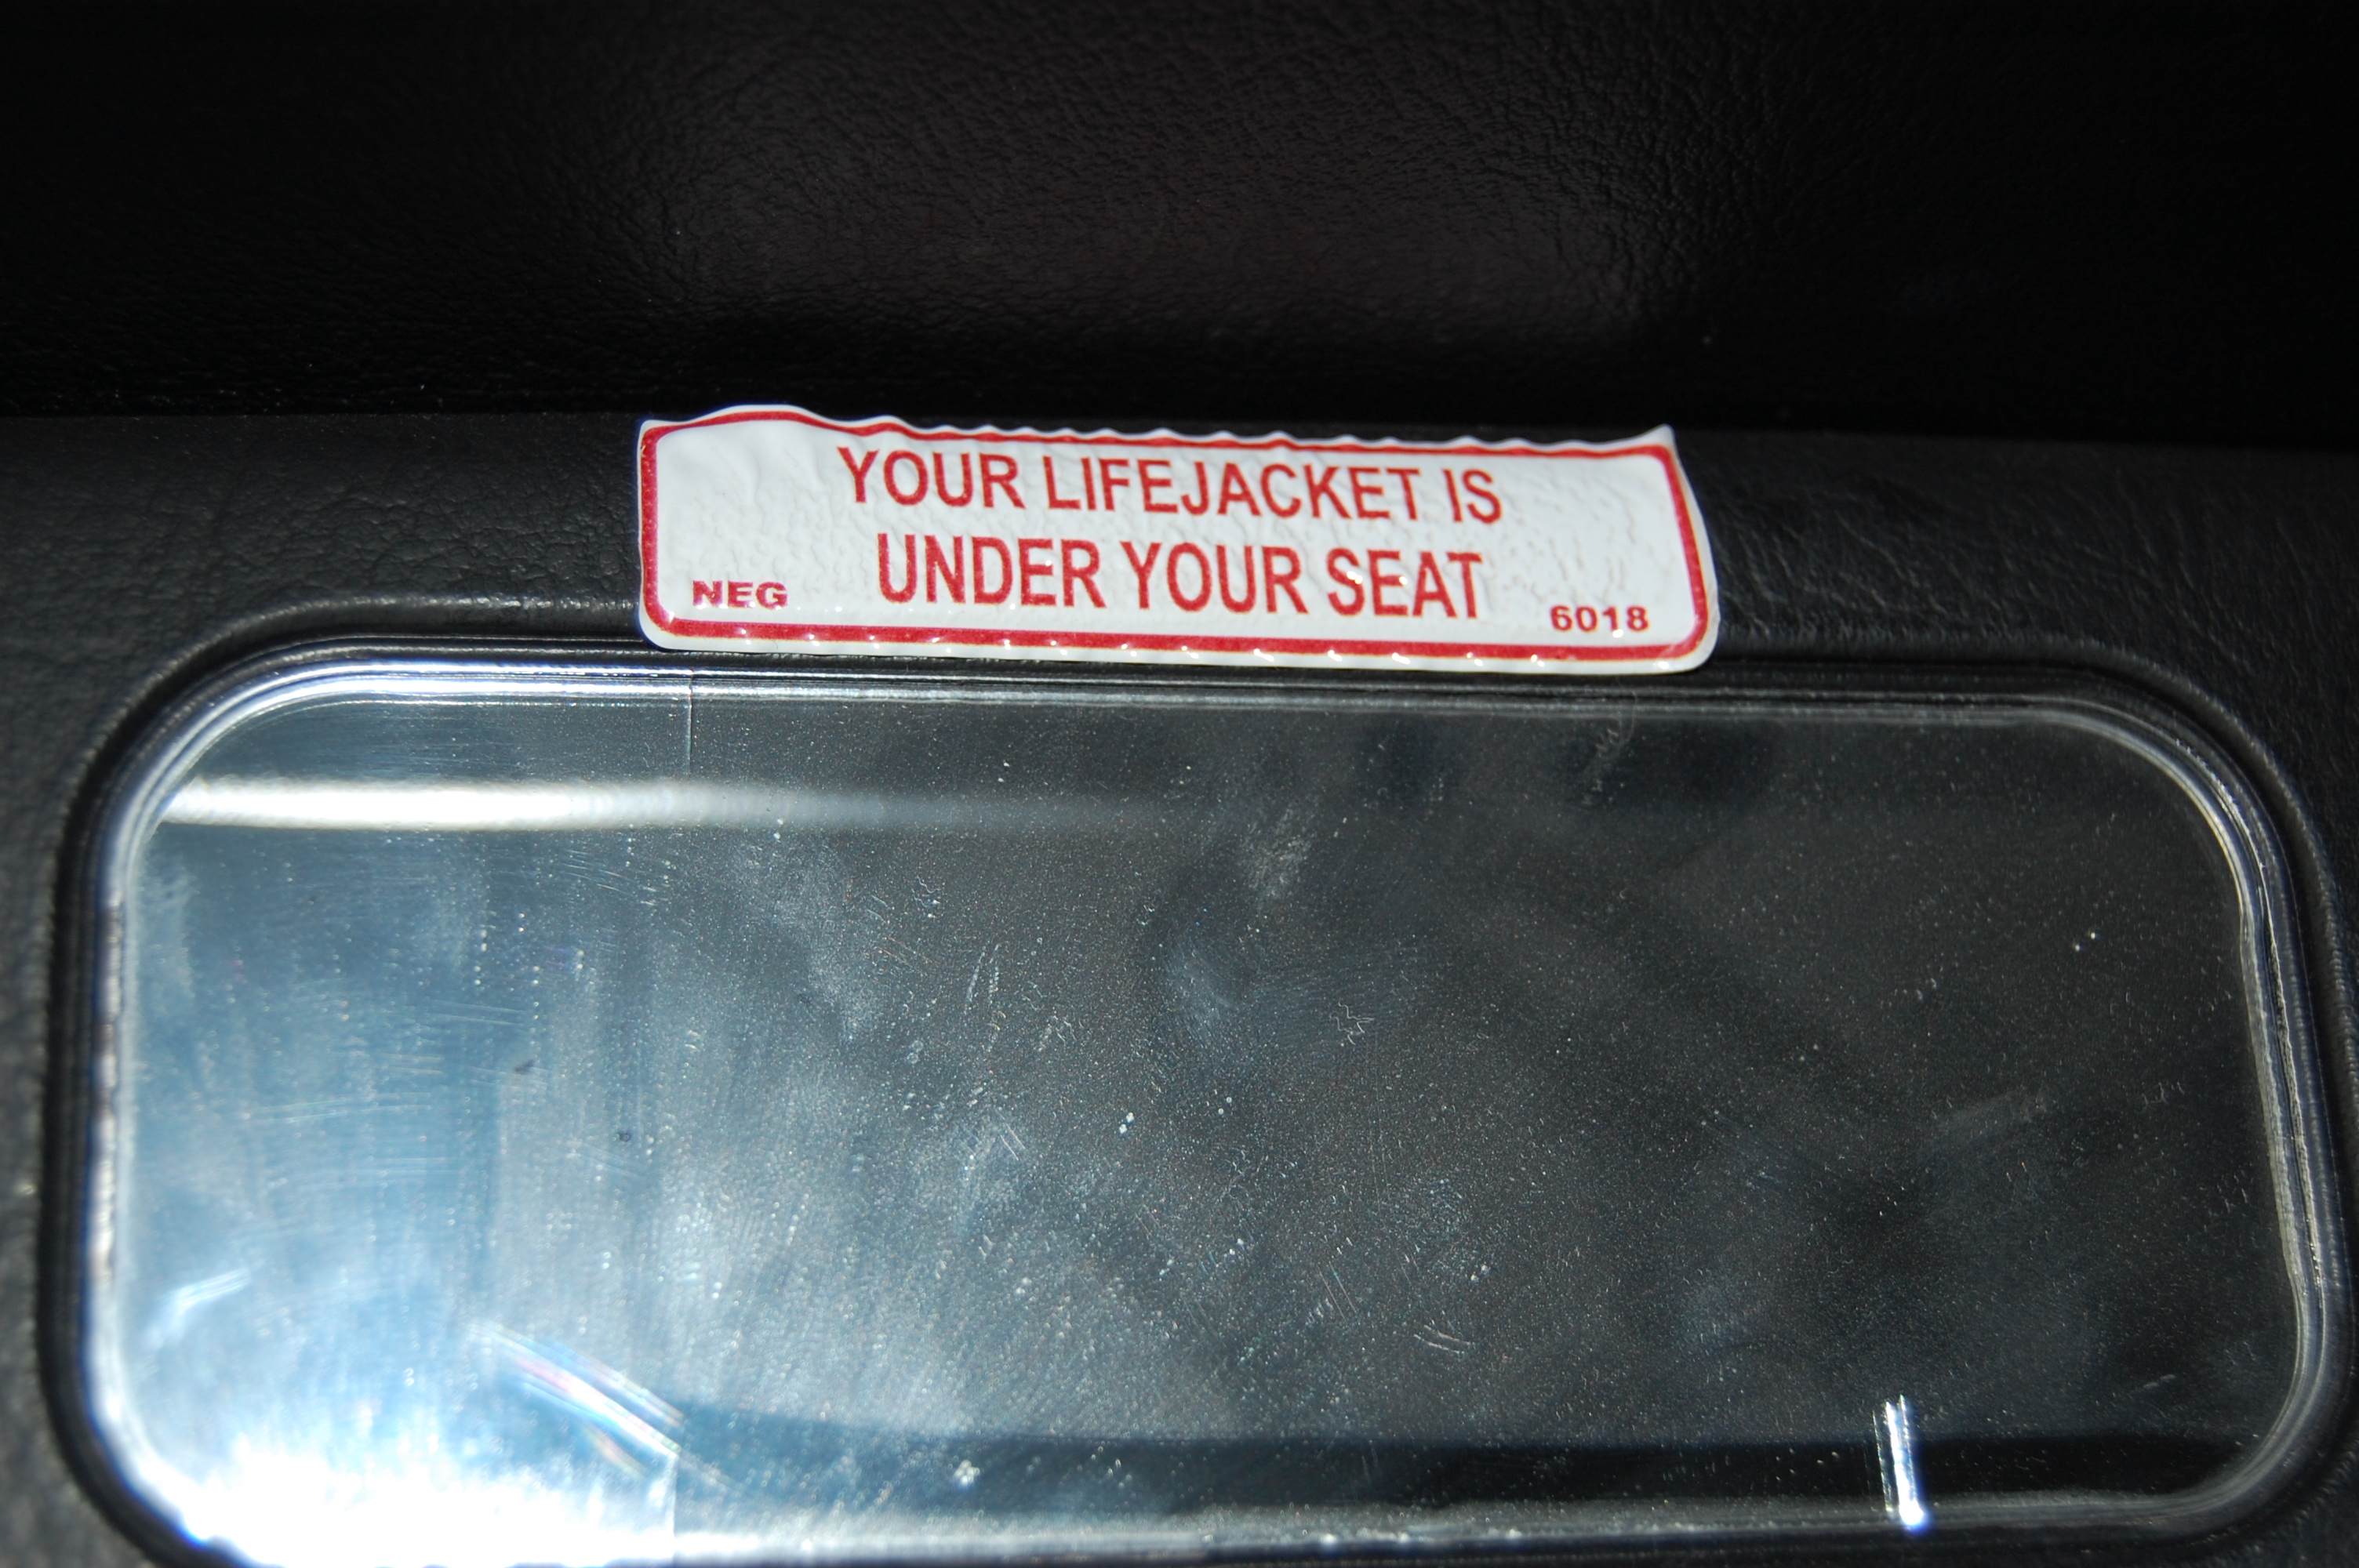 YOUR LIFEJACKET IS
UNDER YOUR SEAT
NEG
6018